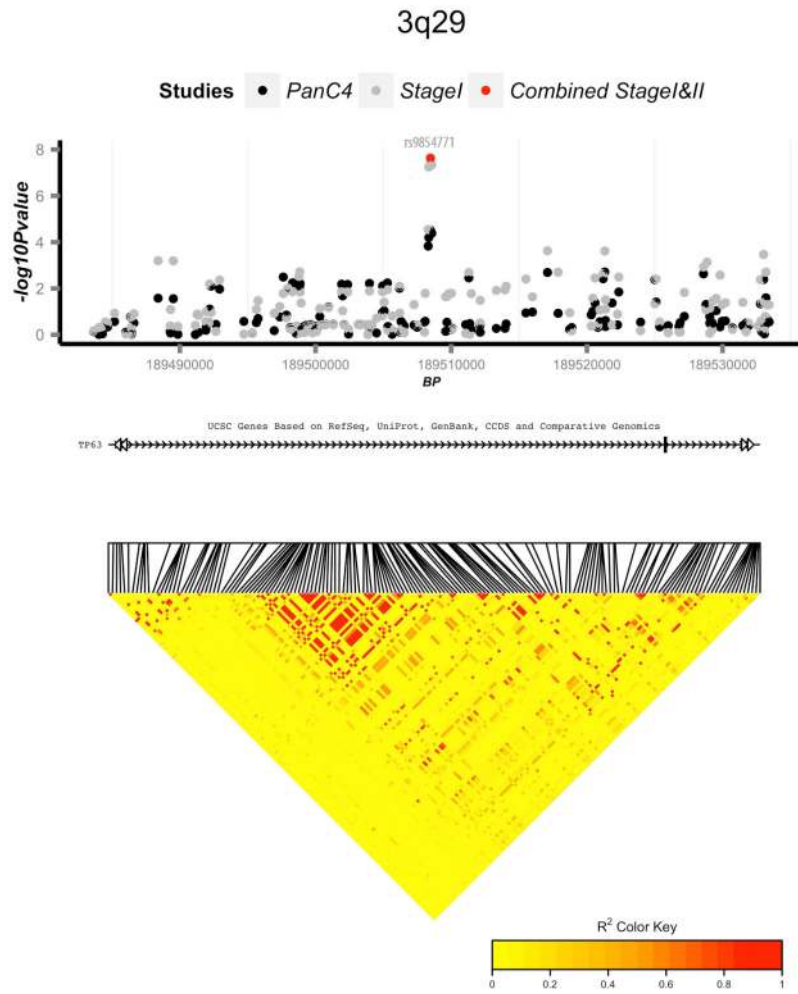 3q29
Studies PanC4 StageI Combined StageI&II
rs9854771
8
6
4
2
0
-log10Pvalue
189490000 189500000 189510000 189520000 189530000
BP
UCSC Genes Based on RefSeq, UniProt, GenBank, CCDS and Comparative Genomics
TP63
R² Color Key
0 0.2 0.4 0.6 0.8 1